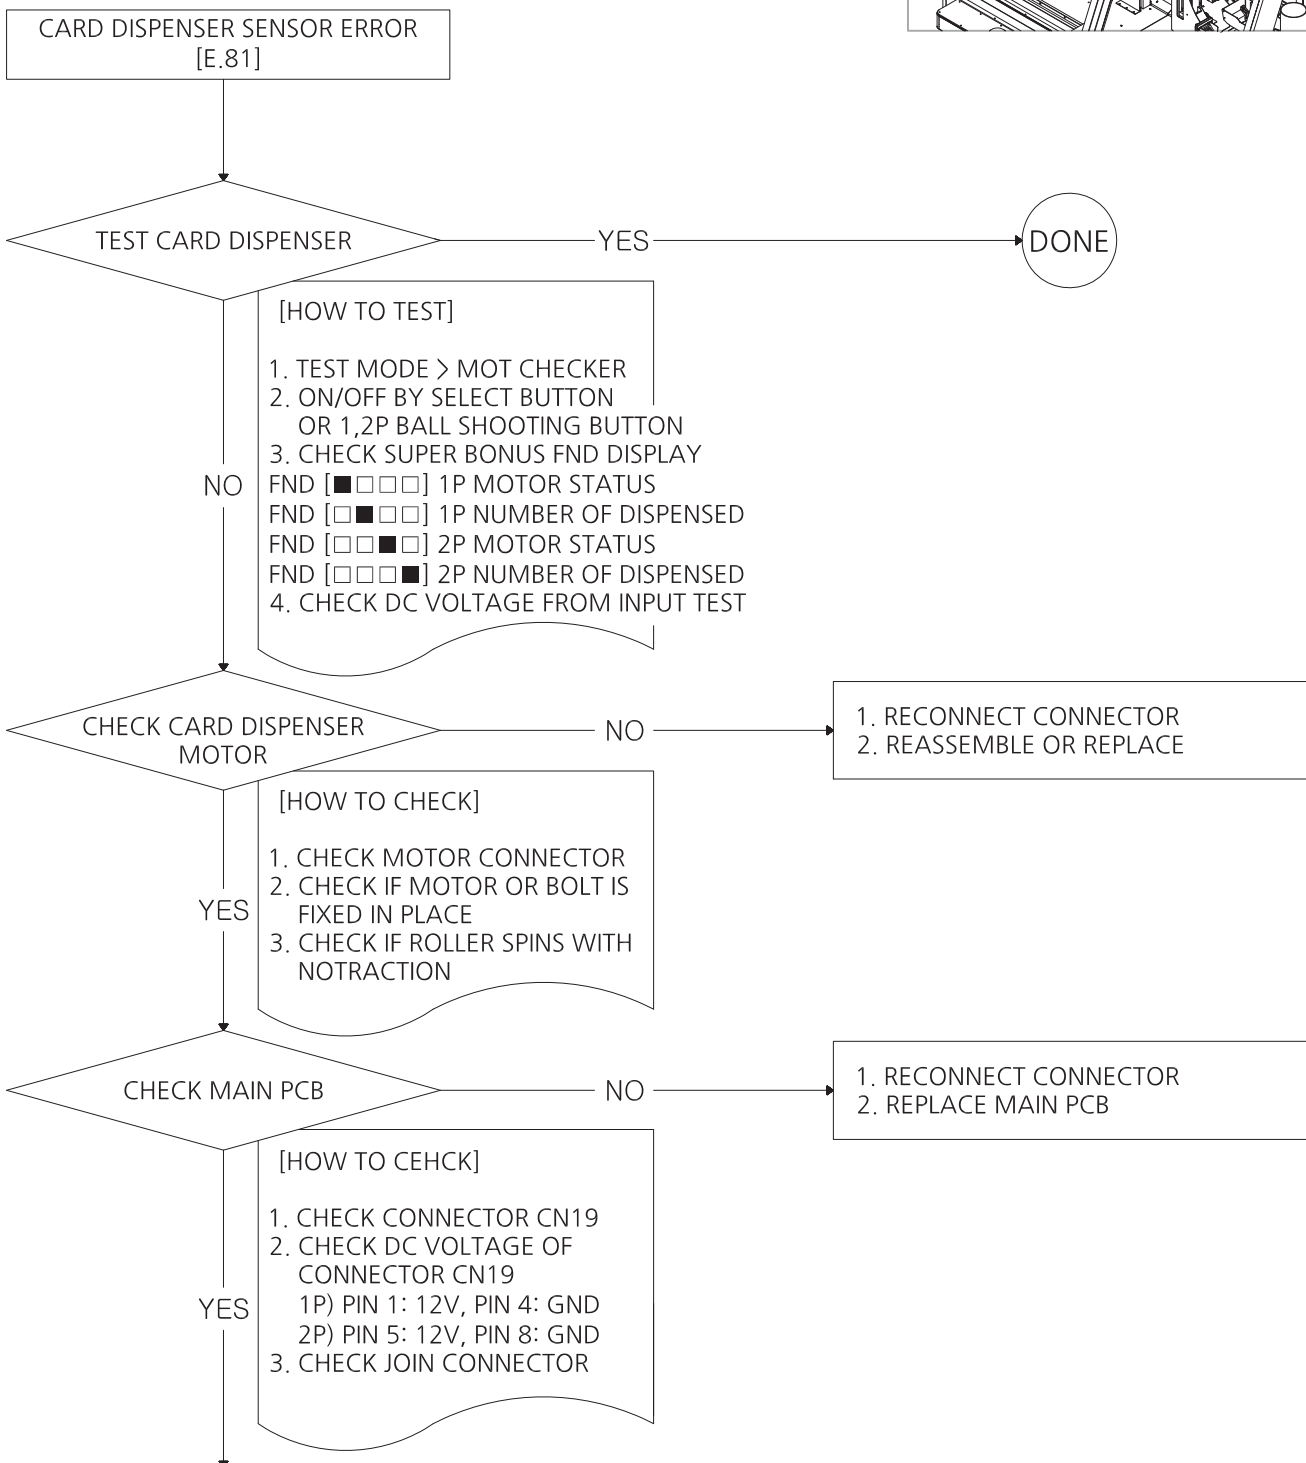 CARD DISPENSER SENSOR ERROR
[E.81]
TEST CARD DISPENSER
YES
DONE
[HOW TO TEST]
1. TEST MODE > MOT CHECKER
2. ON/OFF BY SELECT BUTTON
OR 1,2P BALL SHOOTING BUTTON
3. CHECK SUPER BONUS FND DISPLAY
FND [■□□□] 1P MOTOR STATUS
FND [□■□□] 1P NUMBER OF DISPENSED
FND [□□■□] 2P MOTOR STATUS
FND [□□□■] 2P NUMBER OF DISPENSED
4. CHECK DC VOLTAGE FROM INPUT TEST
NO
CHECK CARD DISPENSER
MOTOR
NO
1. RECONNECT CONNECTOR
2. REASSEMBLE OR REPLACE
[HOW TO CHECK]
1. CHECK MOTOR CONNECTOR
2. CHECK IF MOTOR OR BOLT IS
FIXED IN PLACE
3. CHECK IF ROLLER SPINS WITH
NOTRACTION
YES
CHECK MAIN PCB
NO
1. RECONNECT CONNECTOR
2. REPLACE MAIN PCB
[HOW TO CEHCK]
1. CHECK CONNECTOR CN19
2. CHECK DC VOLTAGE OF
CONNECTOR CN19
1P) PIN 1: 12V, PIN 4: GND
2P) PIN 5: 12V, PIN 8: GND
3. CHECK JOIN CONNECTOR
YES